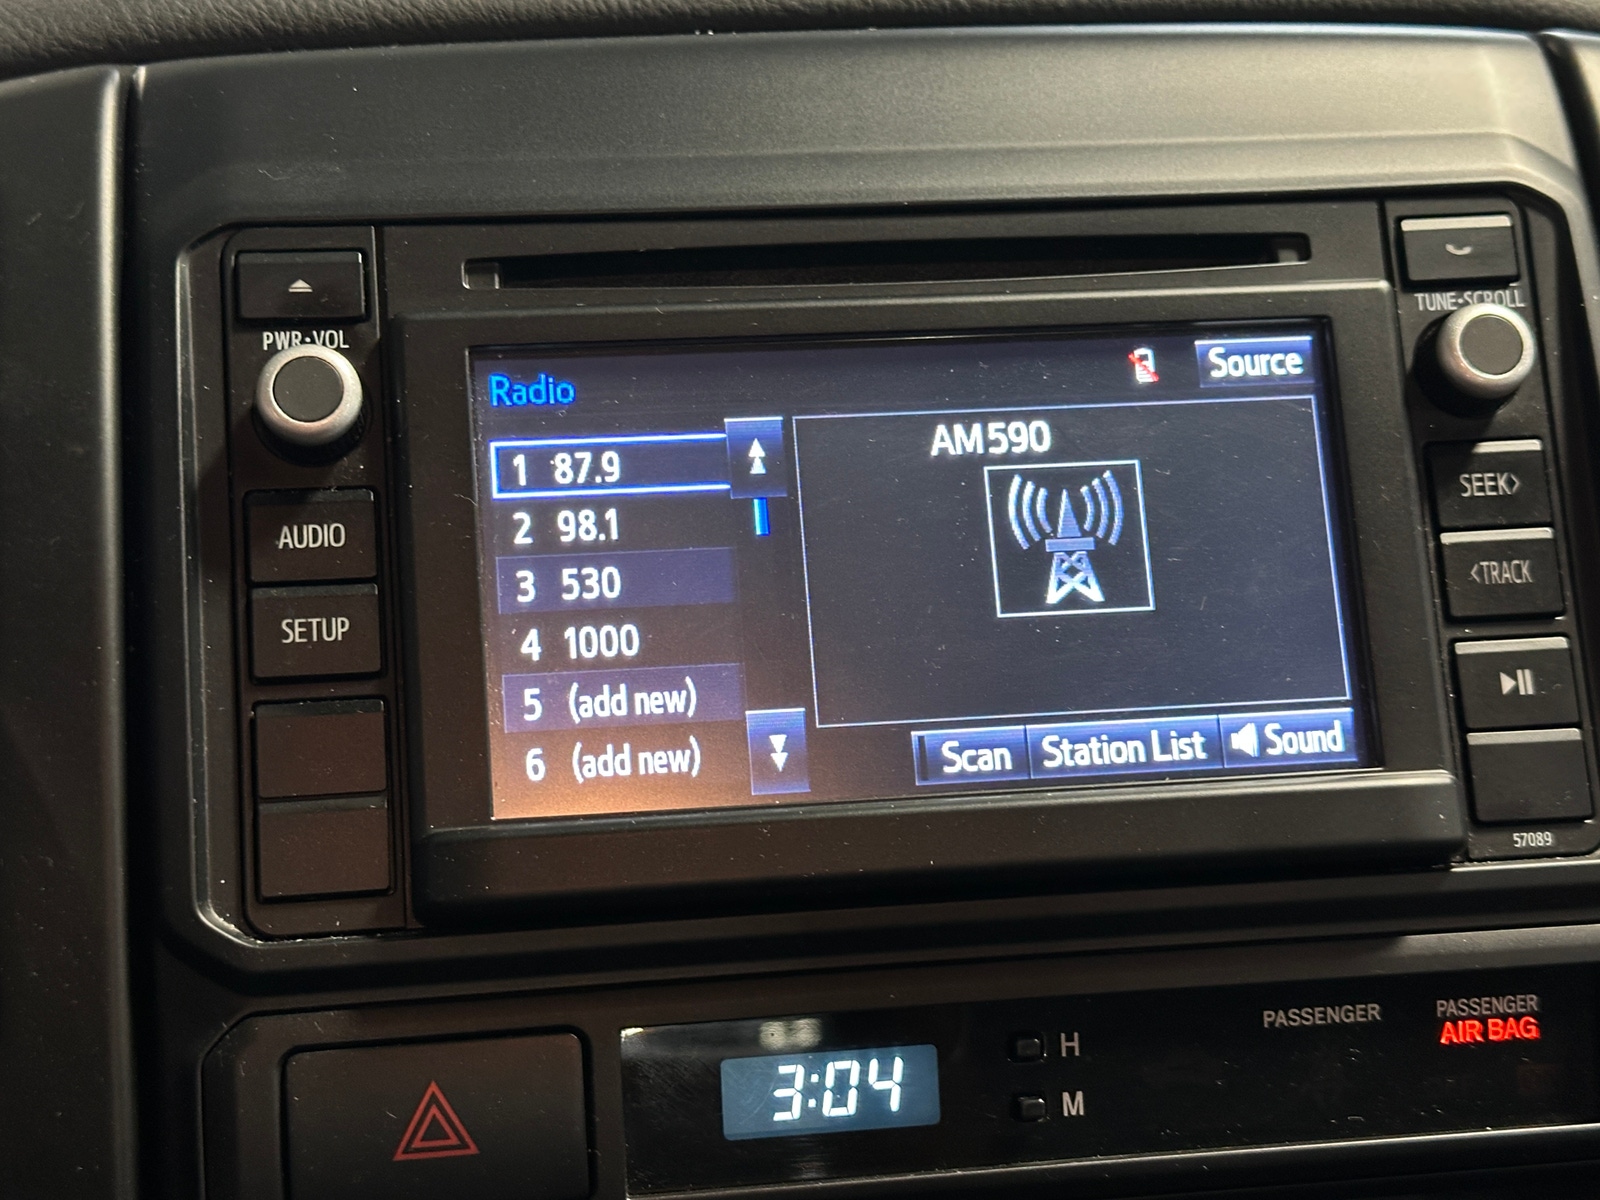 PWR•VOL
TUNE•SCROLL
Radio
Source
1 87.9
AM590
2 98.1
3 530
4 1000
5 (add new)
6 (add new)
Scan
Station List
Sound
AUDIO
SETUP
SEEK>
<TRACK
57089
PASSENGER
PASSENGER
AIR BAG
3:04
H
M